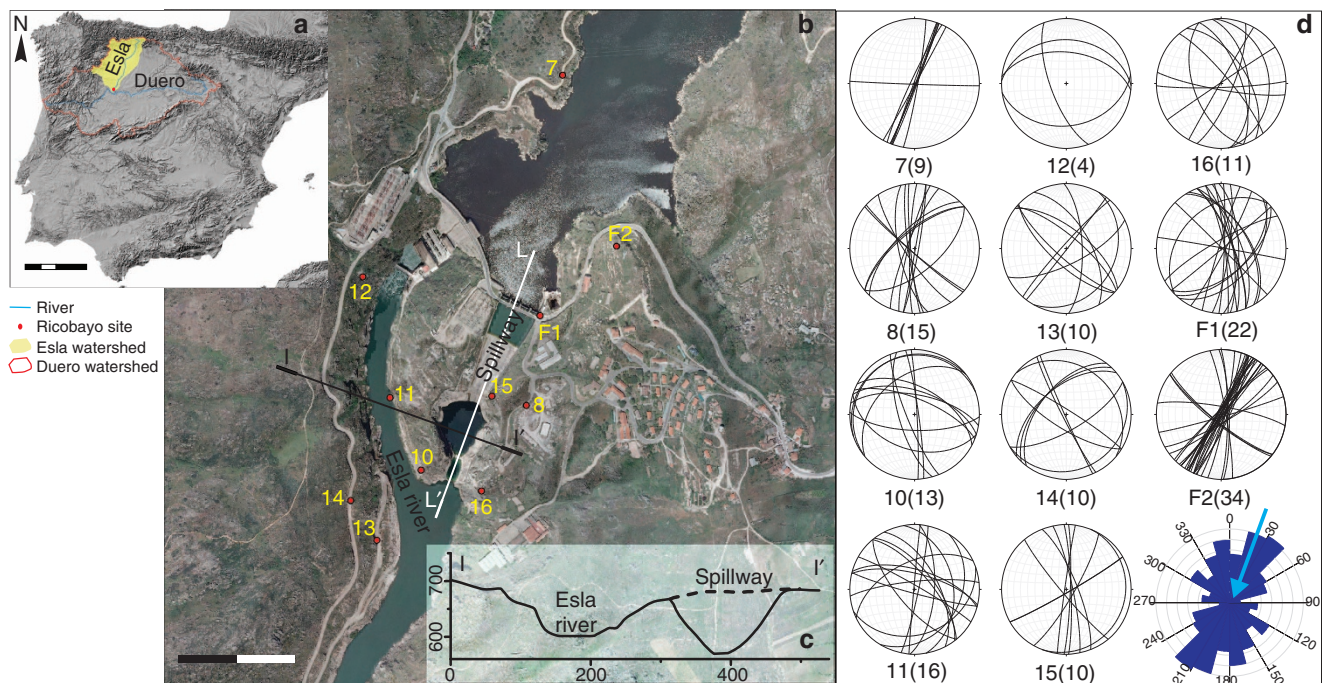 N
a
Esla
Duero
River
Ricobayo site
Esla watershed
Duero watershed
b
7
F2
L
12
F1
I
Spillway
11
15
8
I′
10
Esla river
L′
14
16
13
I
I′
700
Spillway
Esla
river
600
c
0
200
400
d
7(9)
12(4)
16(11)
8(15)
13(10)
F1(22)
10(13)
14(10)
F2(34)
11(16)
15(10)
0
30
60
90
120
150
180
210
240
270
300
330